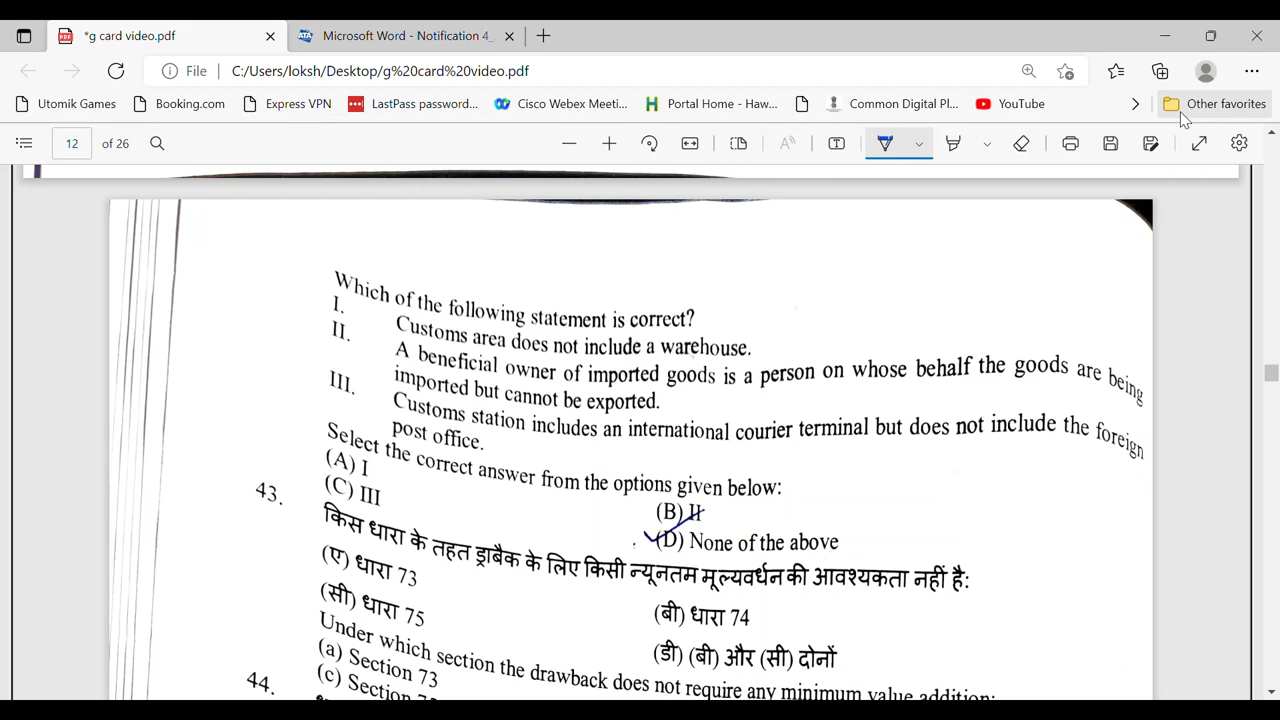 *g card video.pdf
Microsoft Word - Notification 4_
File C:/Users/loksh/Desktop/g%20card%20video.pdf
Utomik Games Booking.com Express VPN LastPass password... Cisco Webex Meeti... Portal Home - Haw... Common Digital Pl... YouTube Other favorites
12 of 26
Which of the following statement is correct?
I. Customs area does not include a warehouse.
II. A beneficial owner of imported goods is a person on whose behalf the goods are being
imported but cannot be exported.
III. Customs station includes an international courier terminal but does not include the foreign
post office.
Select the correct answer from the options given below:
(A) I (B) II
(C) III (D) None of the above
43. किस धारा के तहत ड्राबैक के लिए किसी न्यूनतम मूल्यवर्धन की आवश्यकता नहीं है:
(ए) धारा 73 (बी) धारा 74
(सी) धारा 75 (डी) (बी) और (सी) दोनों
Under which section the drawback does not require any minimum value addition:
(a) Section 73
(c) Section
44.